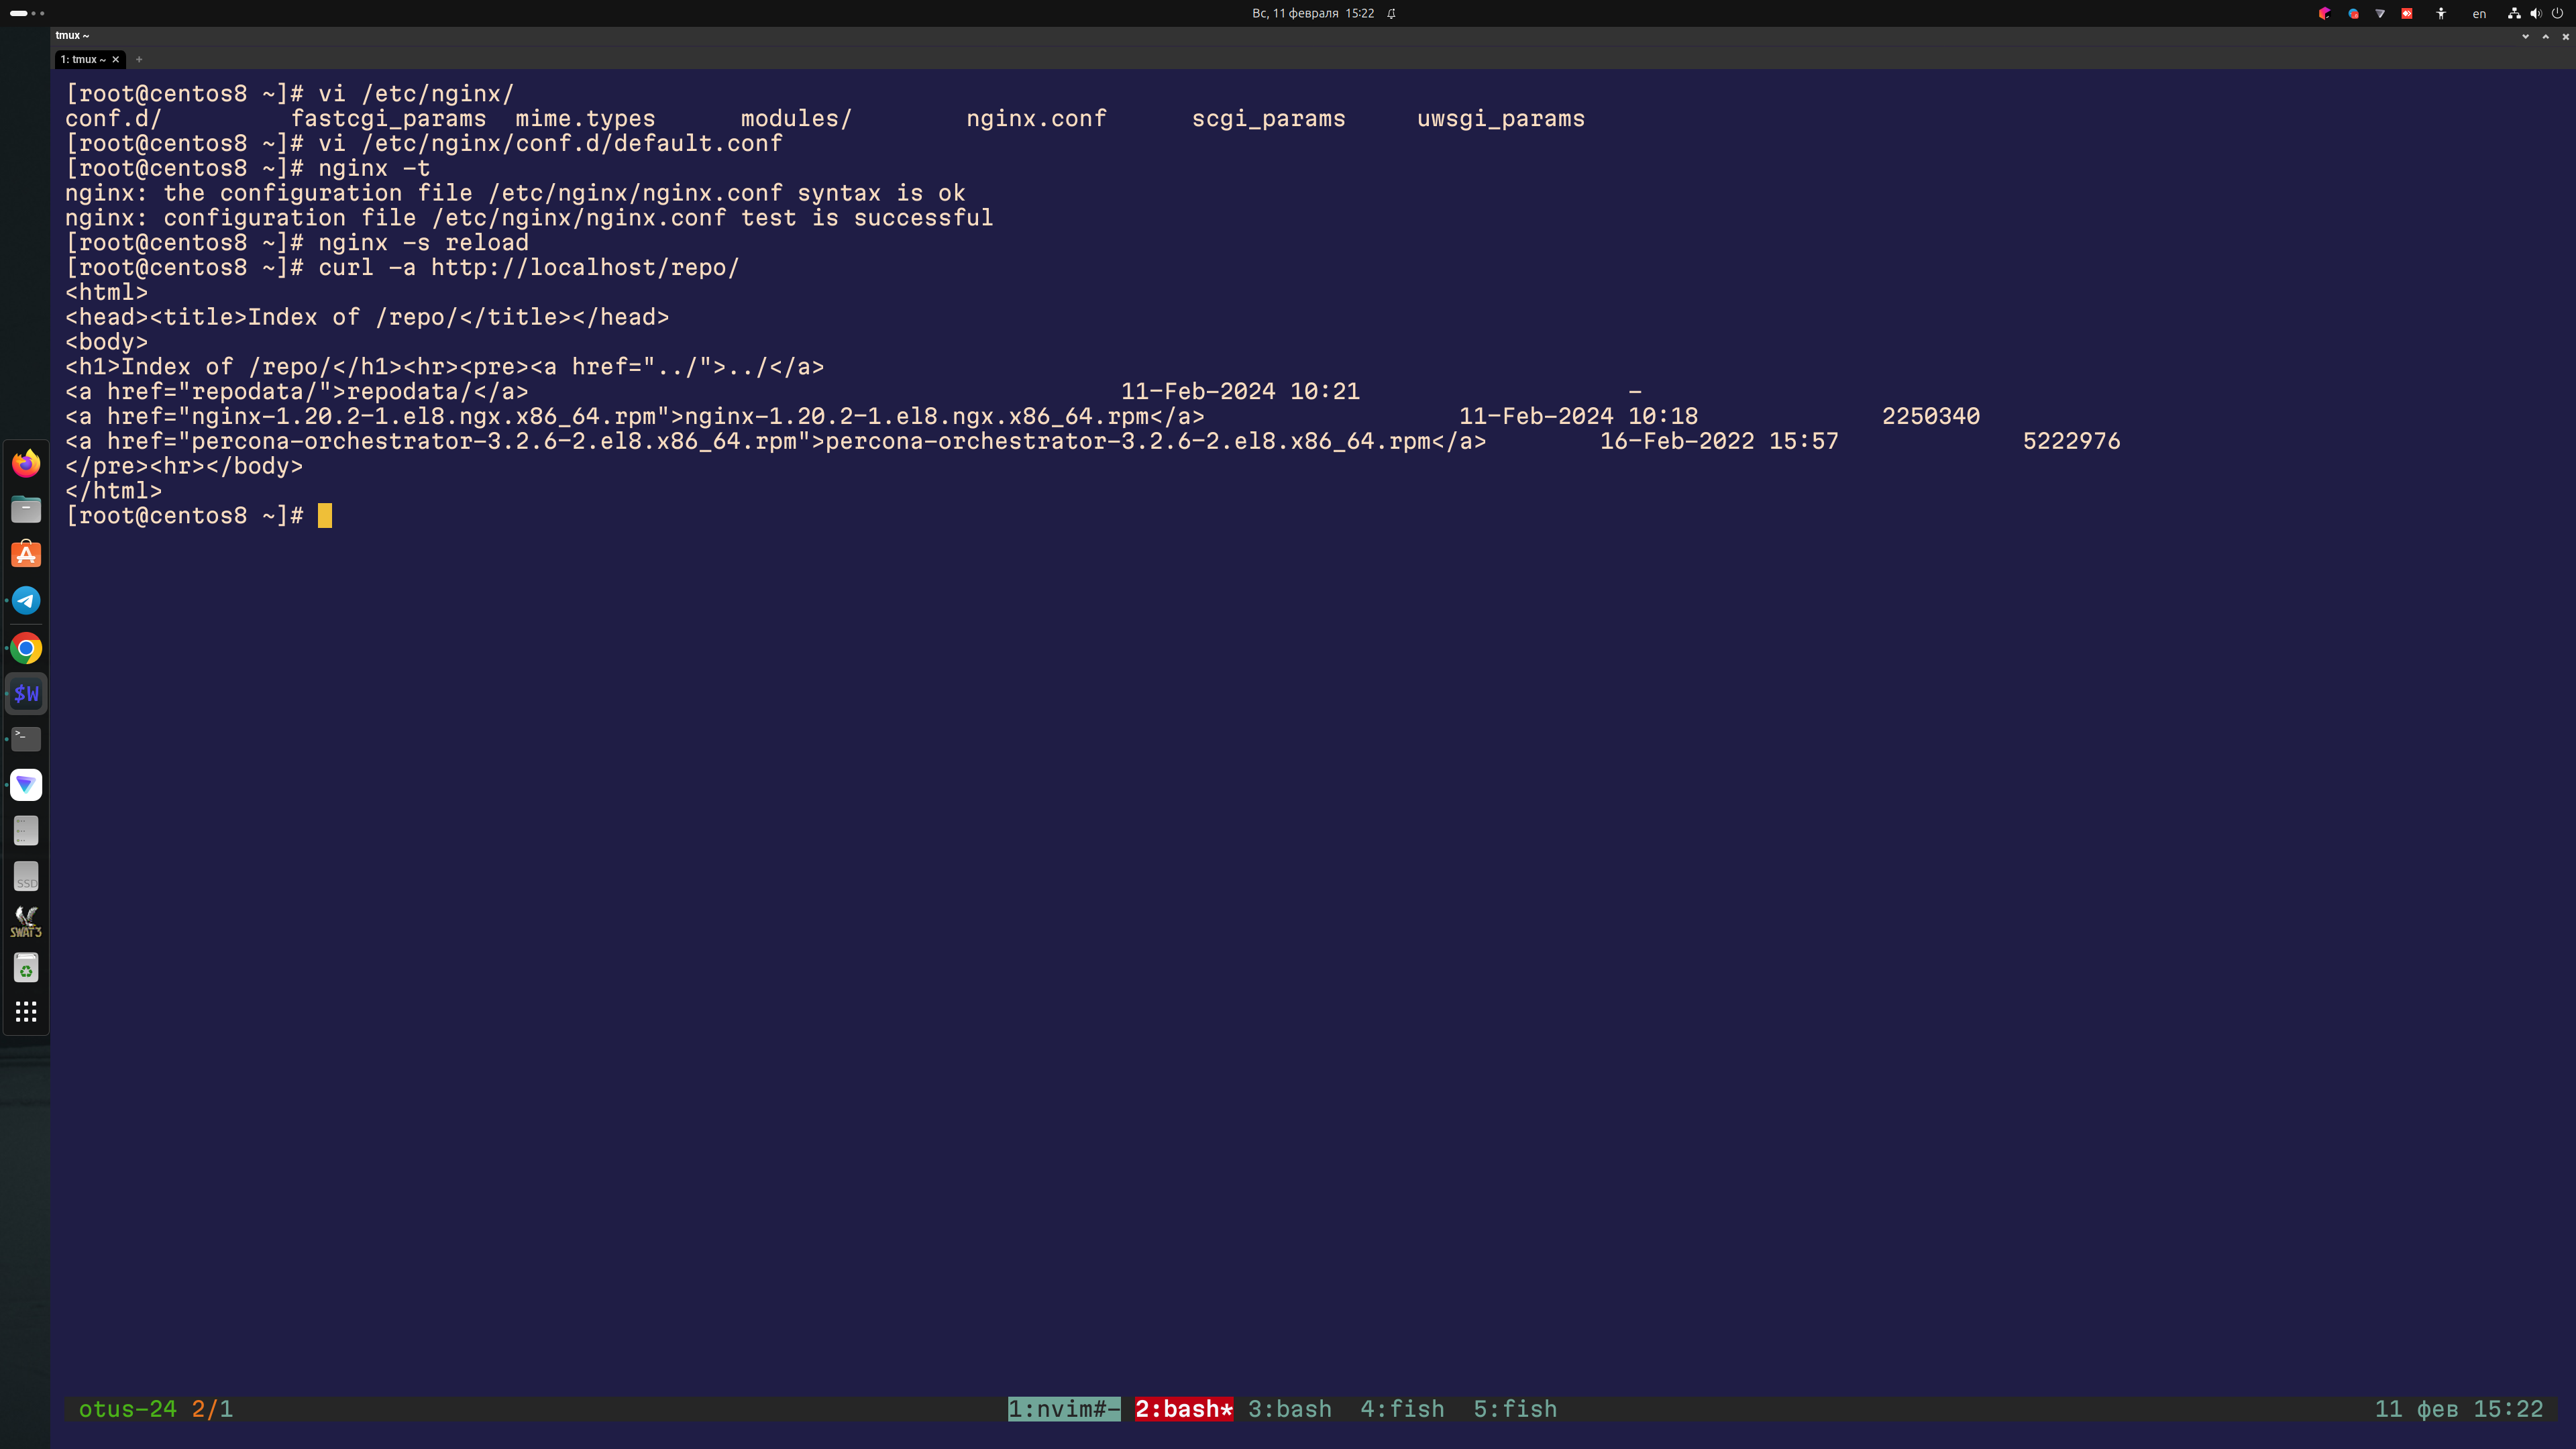 Вс, 11 февраля 15:22
en
tmux ~
1: tmux ~ × +
[root@centos8 ~]# vi /etc/nginx/
conf.d/ fastcgi_params mime.types modules/ nginx.conf scgi_params uwsgi_params
[root@centos8 ~]# vi /etc/nginx/conf.d/default.conf
[root@centos8 ~]# nginx -t
nginx: the configuration file /etc/nginx/nginx.conf syntax is ok
nginx: configuration file /etc/nginx/nginx.conf test is successful
[root@centos8 ~]# nginx -s reload
[root@centos8 ~]# curl -a http://localhost/repo/
<html>
<head><title>Index of /repo/</title></head>
<body>
<h1>Index of /repo/</h1><hr><pre><a href="../">../</a>
<a href="repodata/">repodata/</a> 11-Feb-2024 10:21 -
<a href="nginx-1.20.2-1.el8.ngx.x86_64.rpm">nginx-1.20.2-1.el8.ngx.x86_64.rpm</a> 11-Feb-2024 10:18 2250340
<a href="percona-orchestrator-3.2.6-2.el8.x86_64.rpm">percona-orchestrator-3.2.6-2.el8.x86_64.rpm</a> 16-Feb-2022 15:57 5222976
</pre><hr></body>
</html>
[root@centos8 ~]#
$W
>_
SSD
SWAT3
otus-24 2/1 1:nvim#- 2:bash* 3:bash 4:fish 5:fish 11 фев 15:22